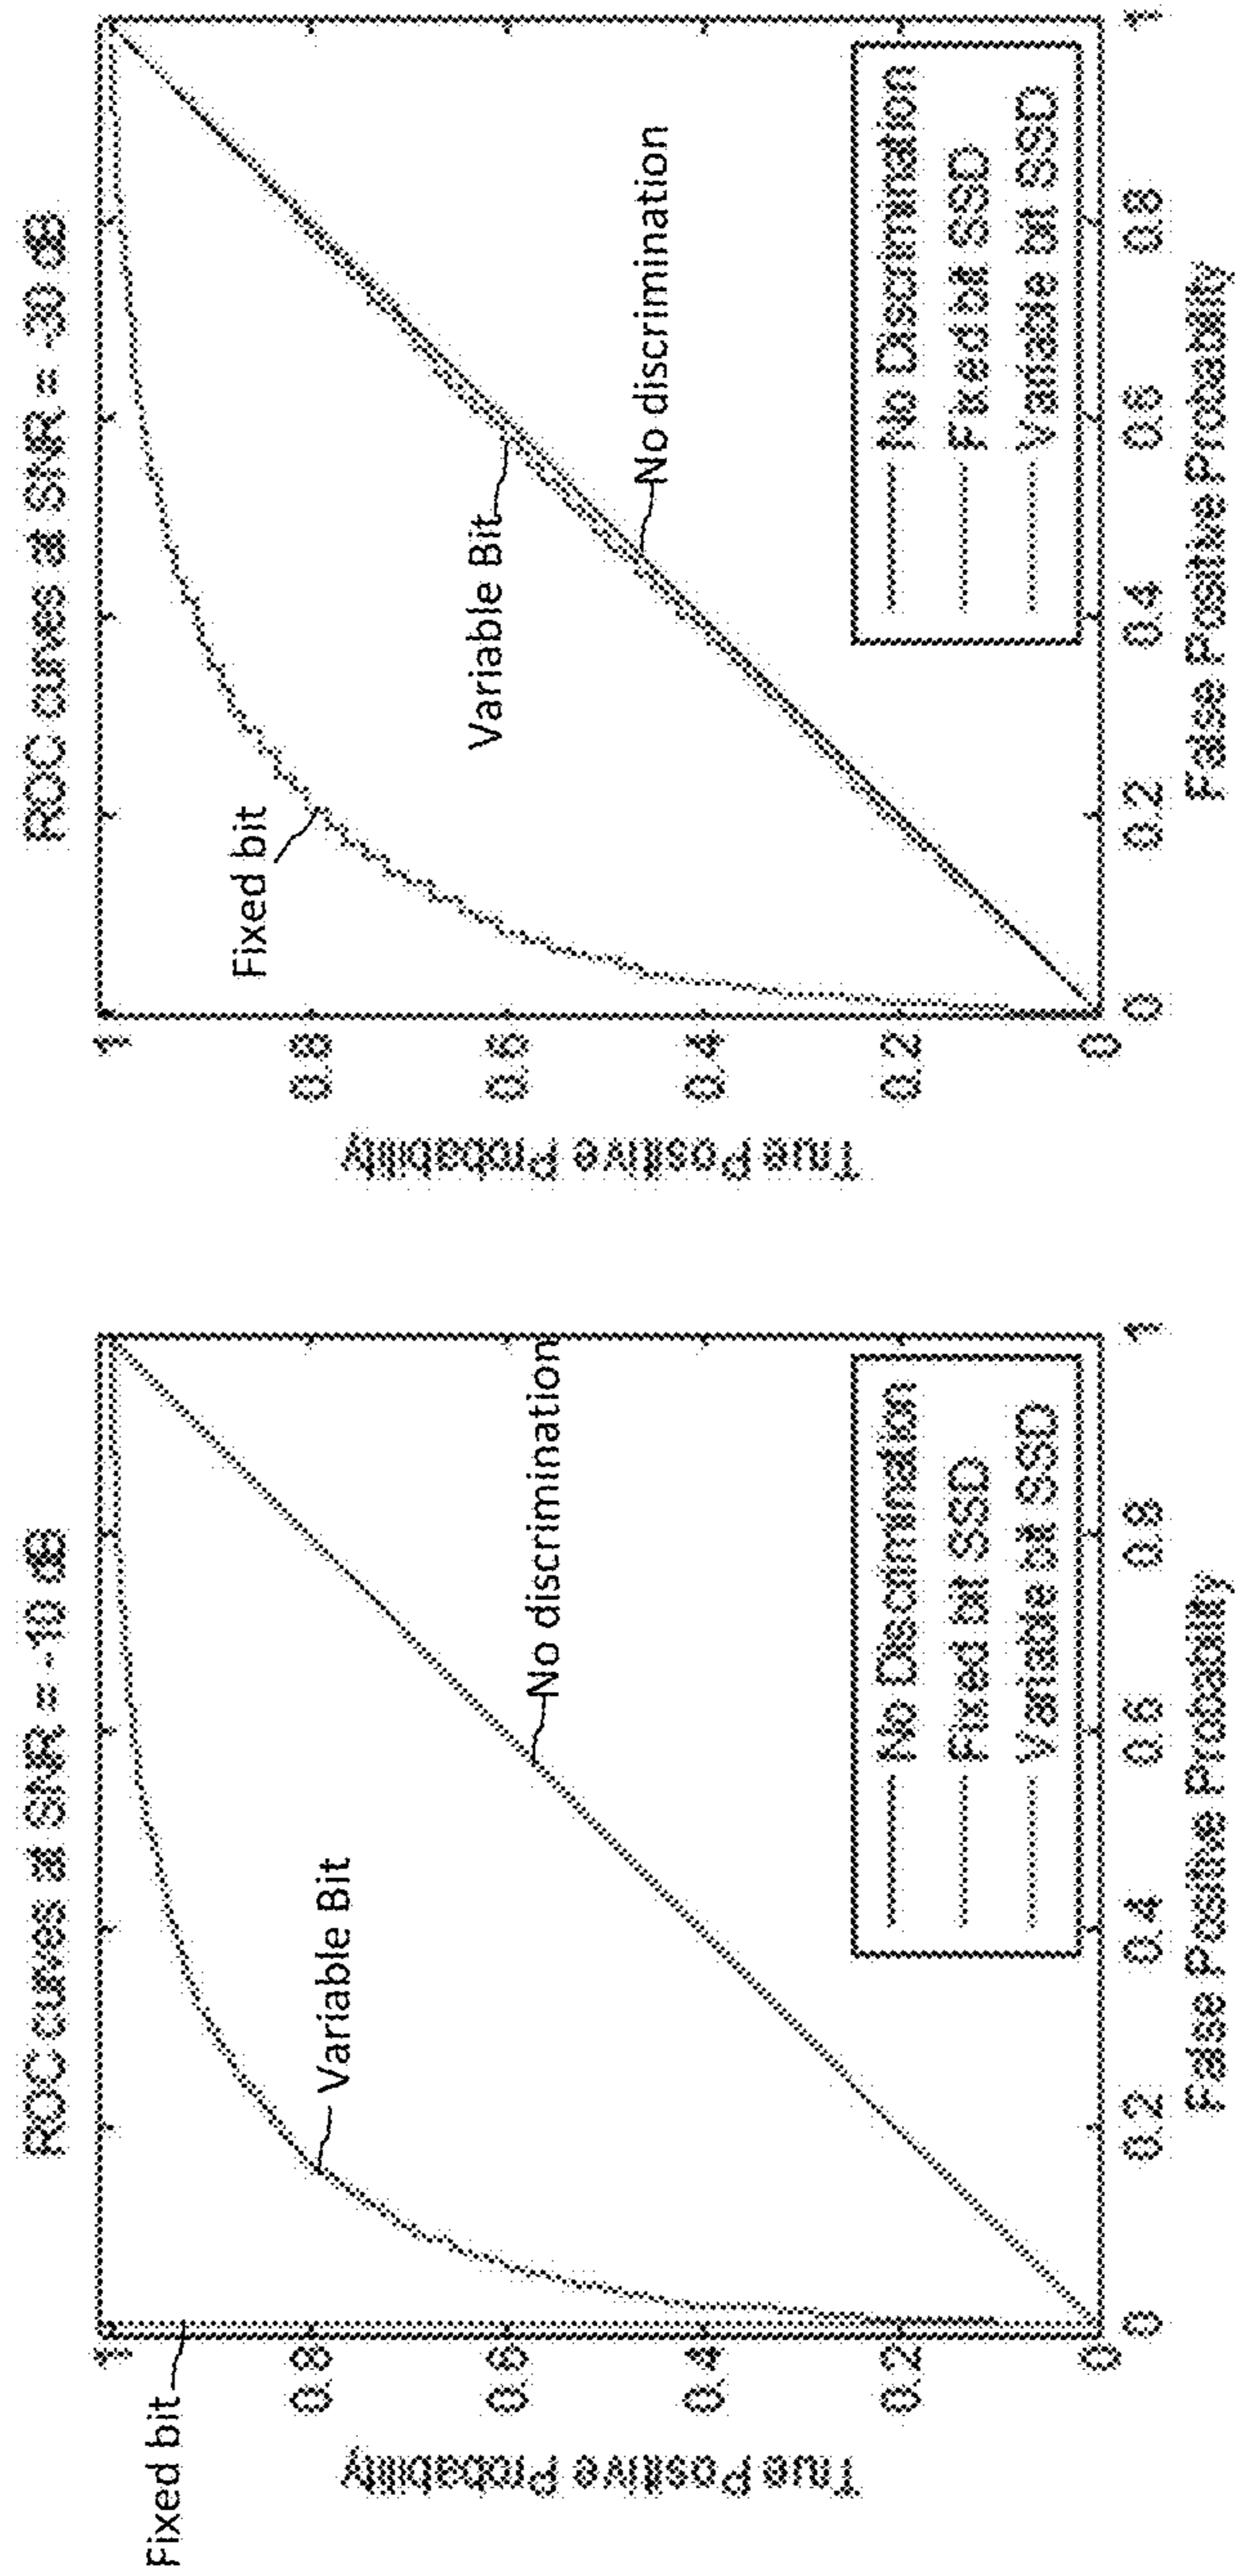 ROC curves at SNR = -10 dB
Fixed bit
Variable Bit
No discrimination
True Positive Probability
1
0.8
0.6
0.4
0.2
0
No Discrimination
Fixed bit SSD
Variable bit SSD
0 0.2 0.4 0.6 0.8 1
False Positive Probability
ROC curves at SNR = -30 dB
Fixed bit
Variable Bit
No discrimination
True Positive Probability
1
0.8
0.6
0.4
0.2
0
No Discrimination
Fixed bit SSD
Variable bit SSD
0 0.2 0.4 0.6 0.8 1
False Positive Probability